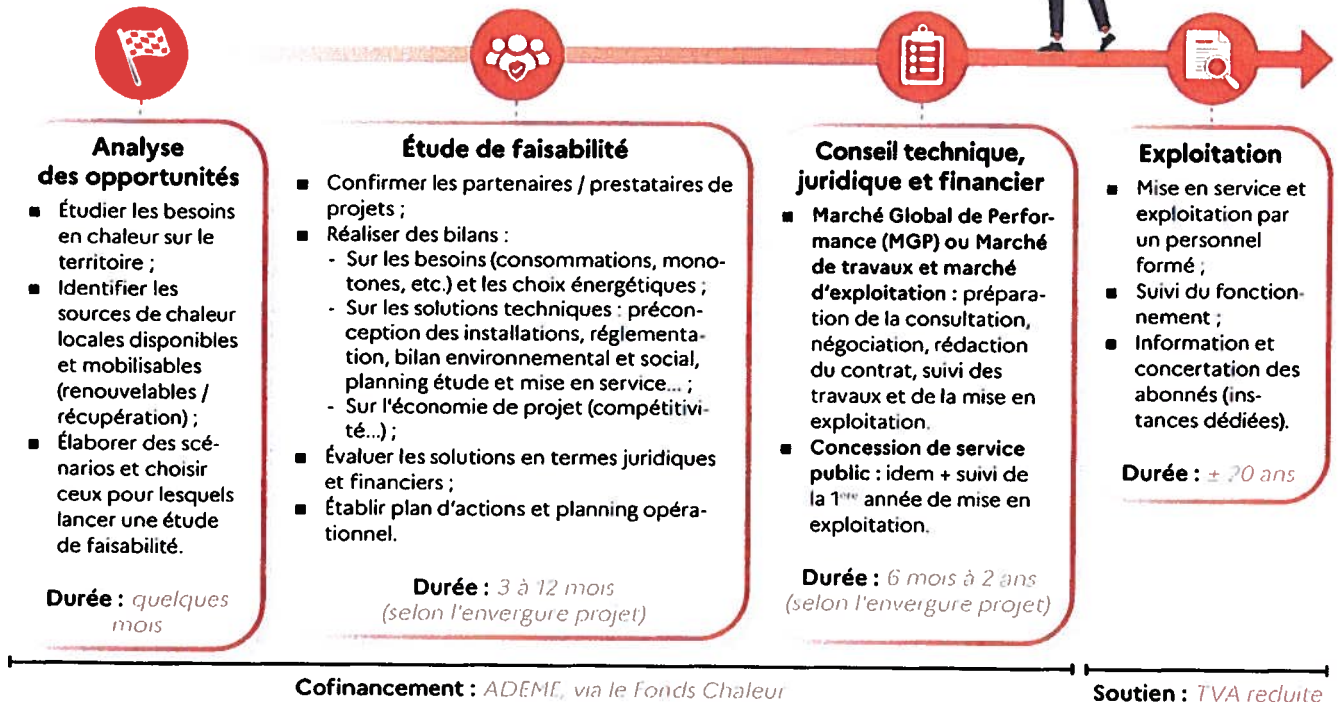 Analyse
des opportunités
■ Étudier les besoins
en chaleur sur le
territoire ;
■ Identifier les
sources de chaleur
locales disponibles
et mobilisables
(renouvelables /
récupération) ;
■ Élaborer des scé-
narios et choisir
ceux pour lesquels
lancer une étude
de faisabilité.
Durée : quelques
mois
Étude de faisabilité
■ Confirmer les partenaires / prestataires de
projets ;
■ Réaliser des bilans :
- Sur les besoins (consommations, mono-
tones, etc.) et les choix énergétiques ;
- Sur les solutions techniques : précon-
ception des installations, réglementa-
tion, bilan environnemental et social,
planning étude et mise en service... ;
- Sur l'économie de projet (compétitivi-
té...) ;
■ Évaluer les solutions en termes juridiques
et financiers ;
■ Établir plan d'actions et planning opéra-
tionnel.
Durée : 3 à 12 mois
(selon l'envergure projet)
Conseil technique,
juridique et financier
■ Marché Global de Perfor-
mance (MGP) ou Marché
de travaux et marché
d'exploitation : prépara-
tion de la consultation,
négociation, rédaction
du contrat, suivi des
travaux et de la mise en
exploitation.
■ Concession de service
public : idem + suivi de
la 1ère année de mise en
exploitation.
Durée : 6 mois à 2 ans
(selon l'envergure projet)
Exploitation
■ Mise en service et
exploitation par
un personnel
formé ;
■ Suivi du fonction-
nement ;
■ Information et
concertation des
abonnés (ins-
tances dédiées).
Durée : ± 20 ans
Cofinancement : ADEME, via le Fonds Chaleur
Soutien : TVA reduite